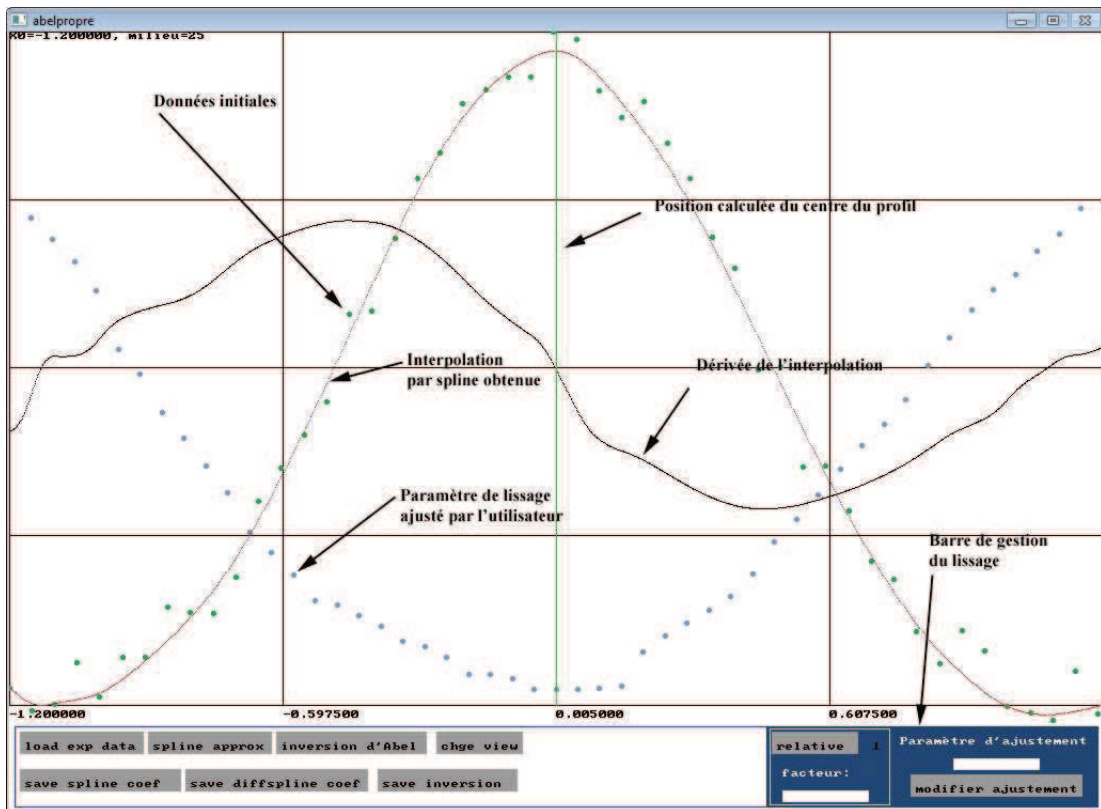 abelpropre
X0=-1.200000, milieu=25
Données initiales
Position calculée du centre du profil
Interpolation
par spline obtenue
Dérivée de l'interpolation
Paramètre de lissage
ajusté par l'utilisateur
Barre de gestion
du lissage
-1.200000
-0.597500
0.005000
0.607500
load exp data
spline approx
inversion d'Abel
chge view
relative
1
Paramètre d'ajustement
save spline coef
save diffspline coef
save inversion
facteur:
modifier ajustement